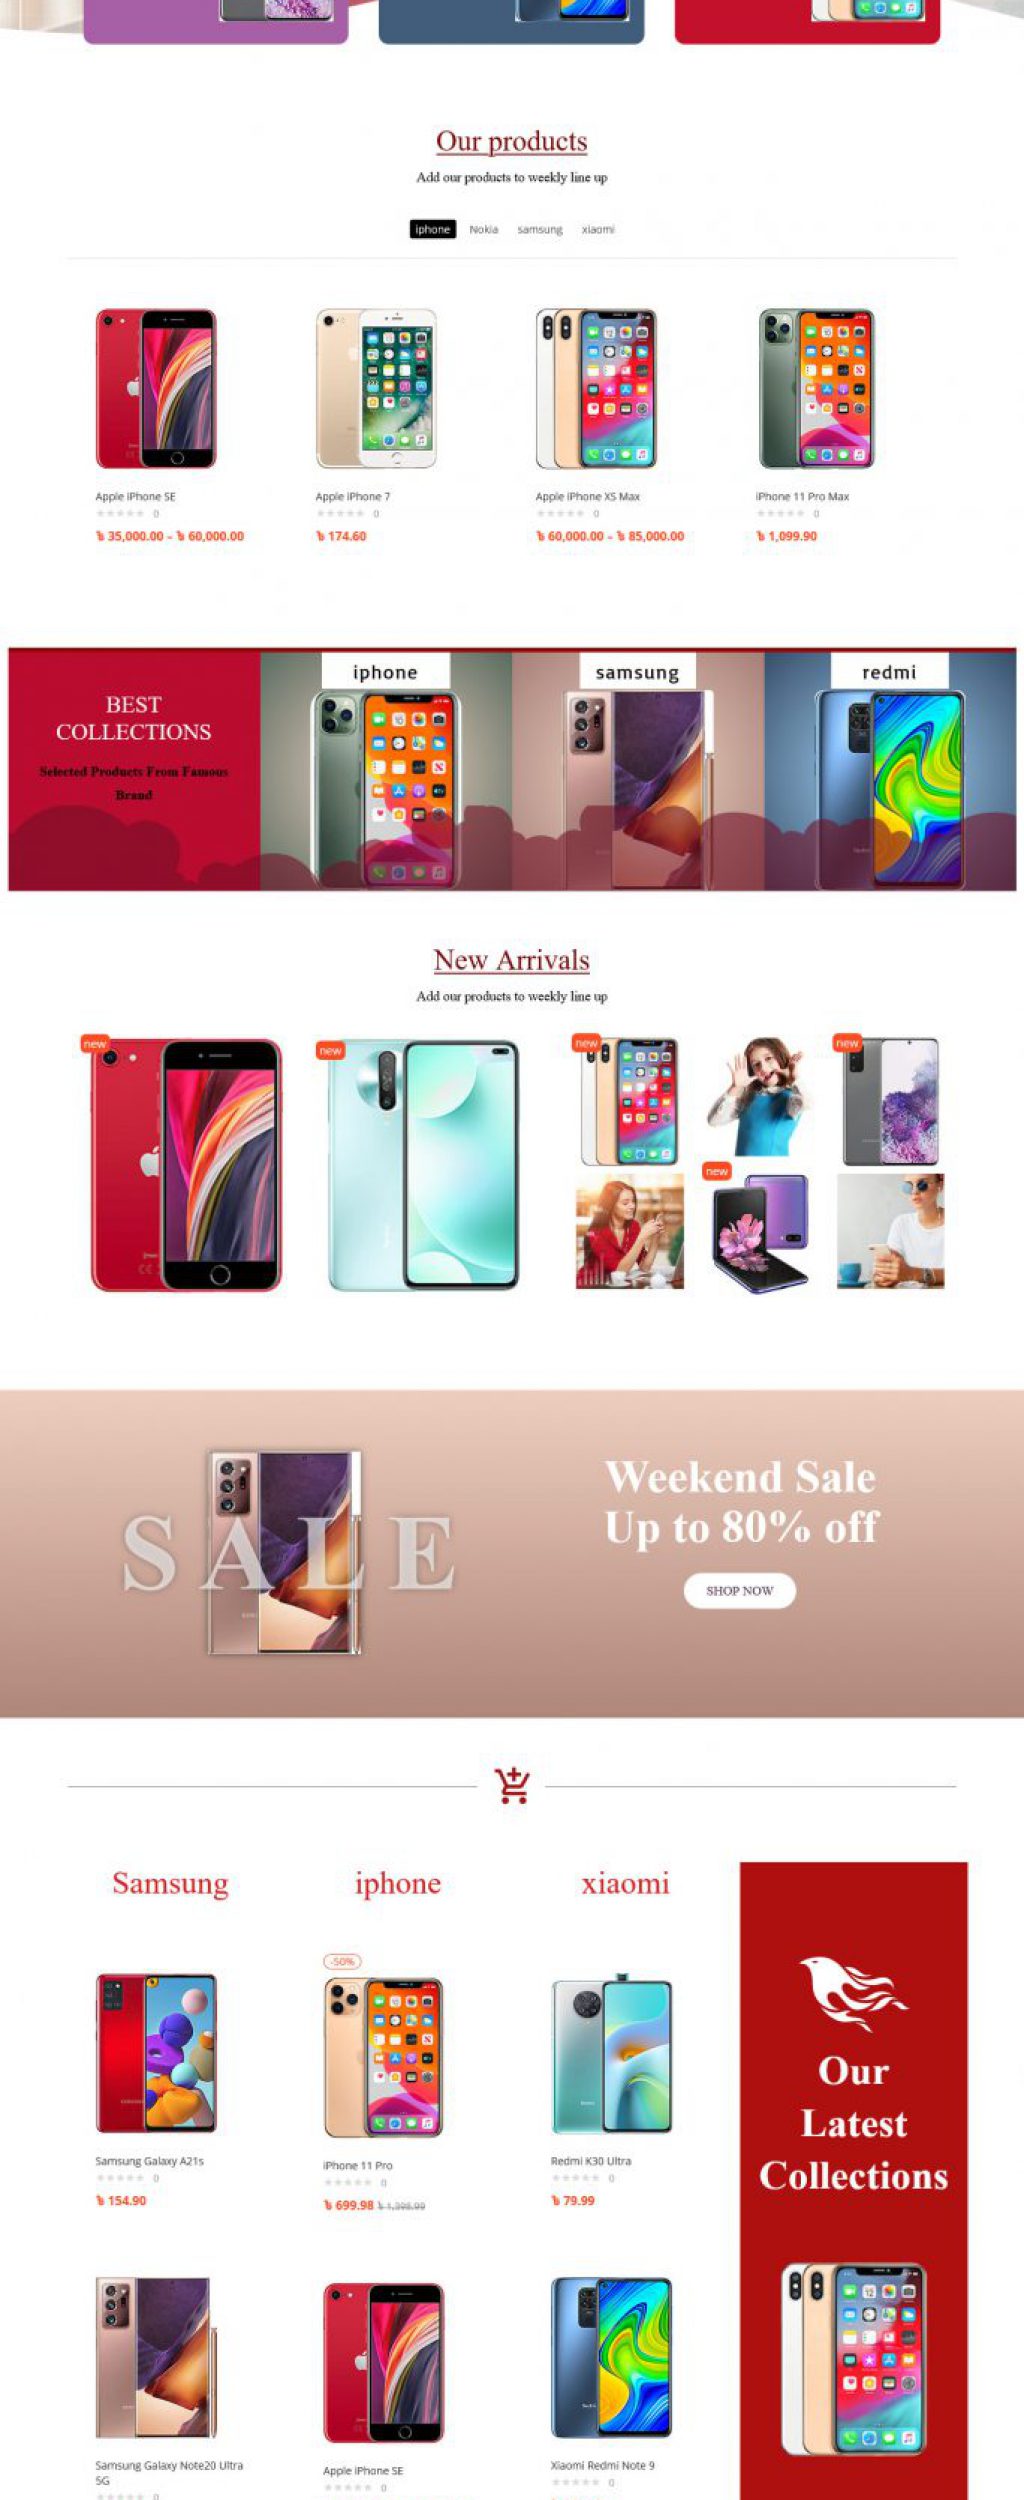 Our products
Add our products to weekly line up
iphone Nokia samsung xiaomi
Apple iPhone SE
0
৳ 35,000.00 – ৳ 60,000.00
Apple iPhone 7
0
৳ 174.60
Apple iPhone XS Max
0
৳ 60,000.00 – ৳ 85,000.00
iPhone 11 Pro Max
0
৳ 1,099.90
BEST
COLLECTIONS
Selected Products From Famous
Brand
iphone
samsung
redmi
New Arrivals
Add our products to weekly line up
new
new
new
new
new
SALE
Weekend Sale
Up to 80% off
SHOP NOW
Samsung
iphone
xiaomi
Samsung Galaxy A21s
0
৳ 154.90
-50%
iPhone 11 Pro
0
৳ 699.98 ৳ 1,398.99
Redmi K30 Ultra
0
৳ 79.99
Our
Latest
Collections
Samsung Galaxy Note20 Ultra
5G
0
Apple iPhone SE
0
Xiaomi Redmi Note 9
0